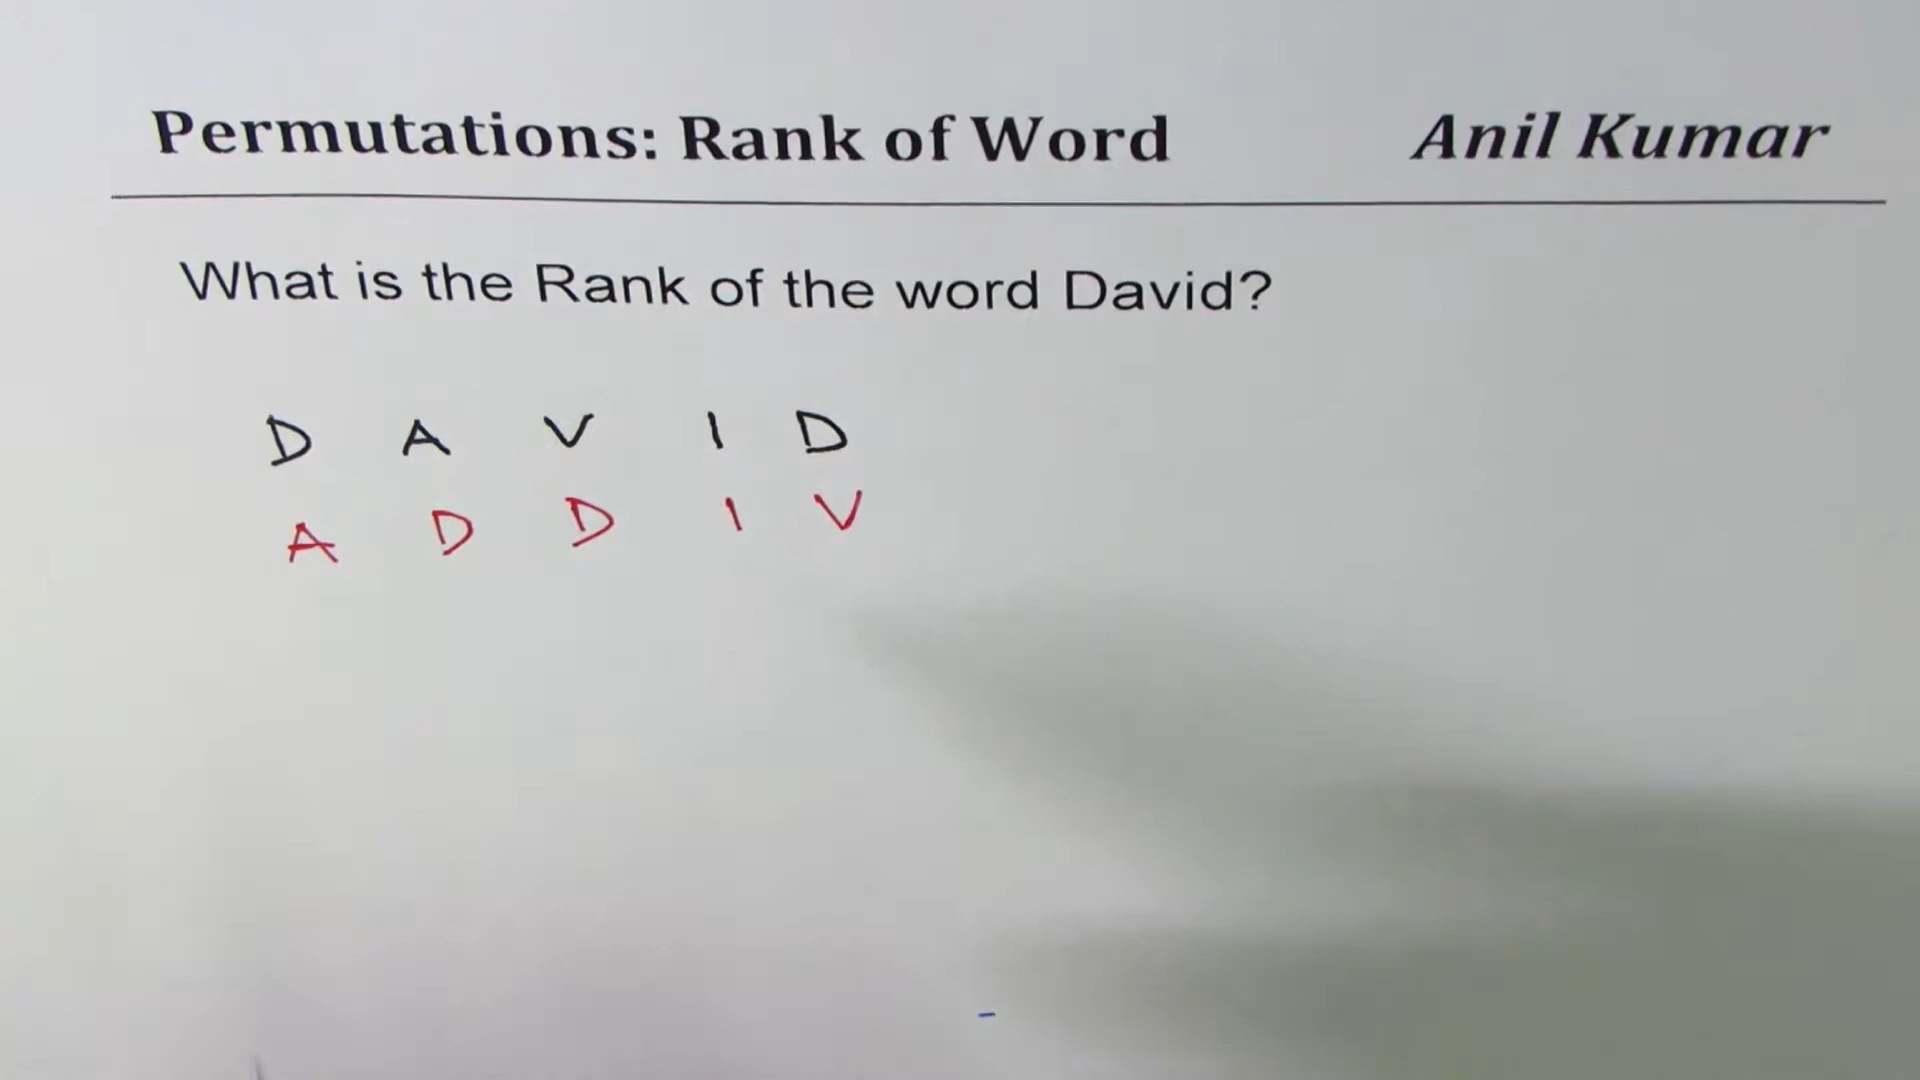 Permutations: Rank of Word Anil Kumar
What is the Rank of the word David?
D A V I D
A D D I V